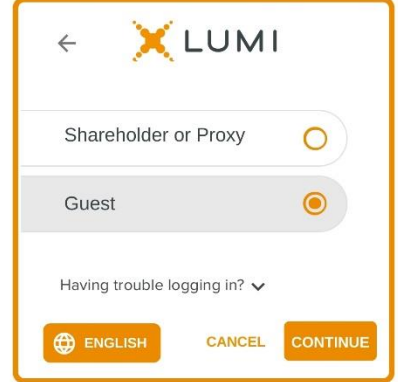 LUMI
Shareholder or Proxy
Guest
Having trouble logging in?
ENGLISH CANCEL CONTINUE